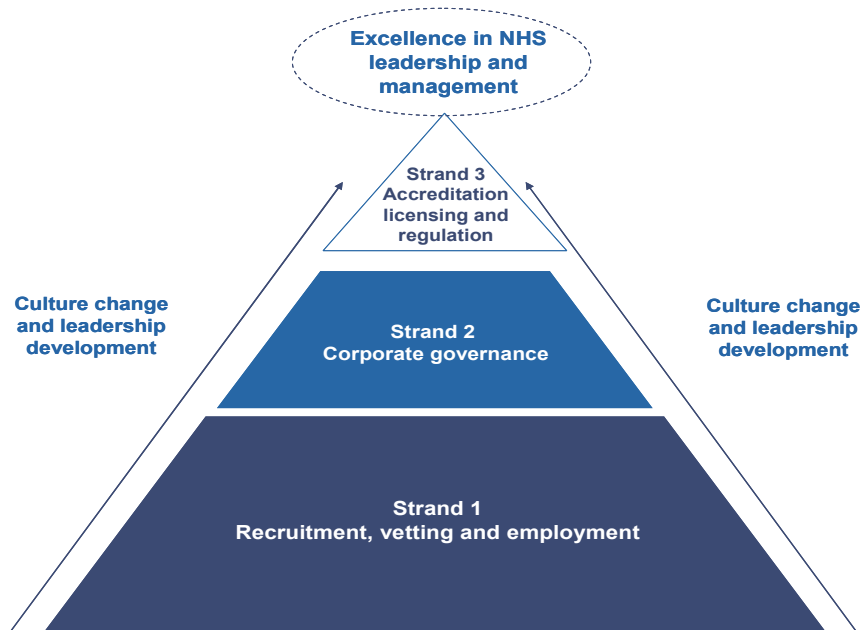 Excellence in NHS
leadership and
management
Strand 3
Accreditation
licensing and
regulation
Culture change
and leadership
development
Culture change
and leadership
development
Strand 2
Corporate governance
Strand 1
Recruitment, vetting and employment